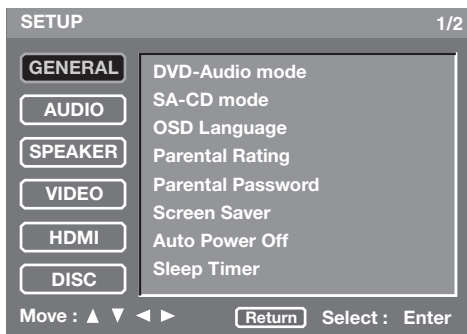 SETUP 1/2
GENERAL
AUDIO
SPEAKER
VIDEO
HDMI
DISC
DVD-Audio mode
SA-CD mode
OSD Language
Parental Rating
Parental Password
Screen Saver
Auto Power Off
Sleep Timer
Move : ▲ ▼ ◄ ► Return Select : Enter